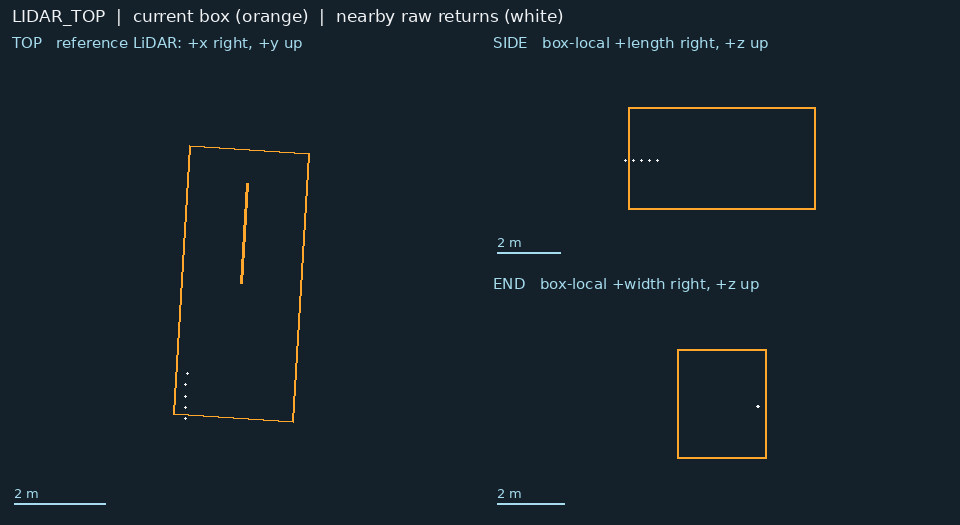 LIDAR_TOP | current box (orange) | nearby raw returns (white)
TOP reference LiDAR: +x right, +y up
SIDE box-local +length right, +z up
2 m
END box-local +width right, +z up
2 m
2 m